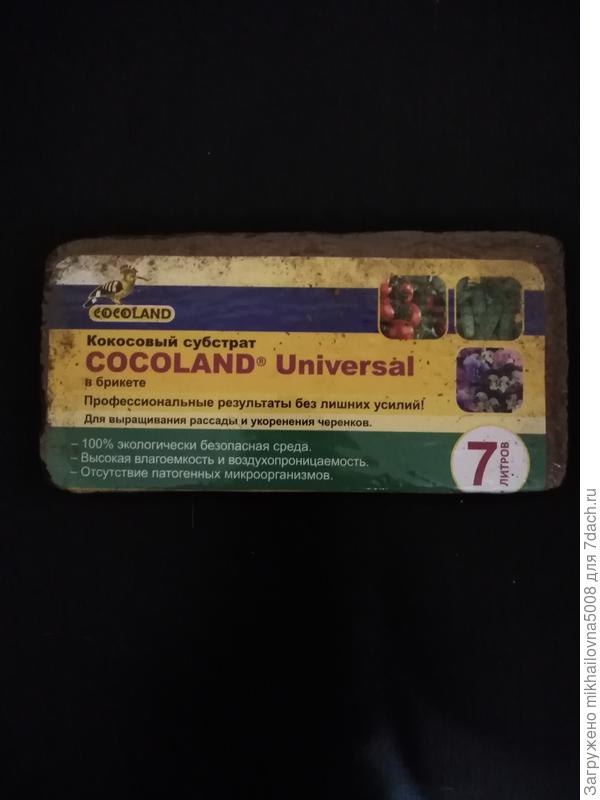 COCOLAND
Кокосовый субстрат
COCOLAND® Universal
в брикете
Профессиональные результаты без лишних усилий!
Для выращивания рассады и укоренения черенков.
– 100% экологически безопасная среда.
– Высокая влагоемкость и воздухопроницаемость.
– Отсутствие патогенных микроорганизмов.
7
ЛИТРОВ
Загружено mikhailovna5008 для 7dach.ru